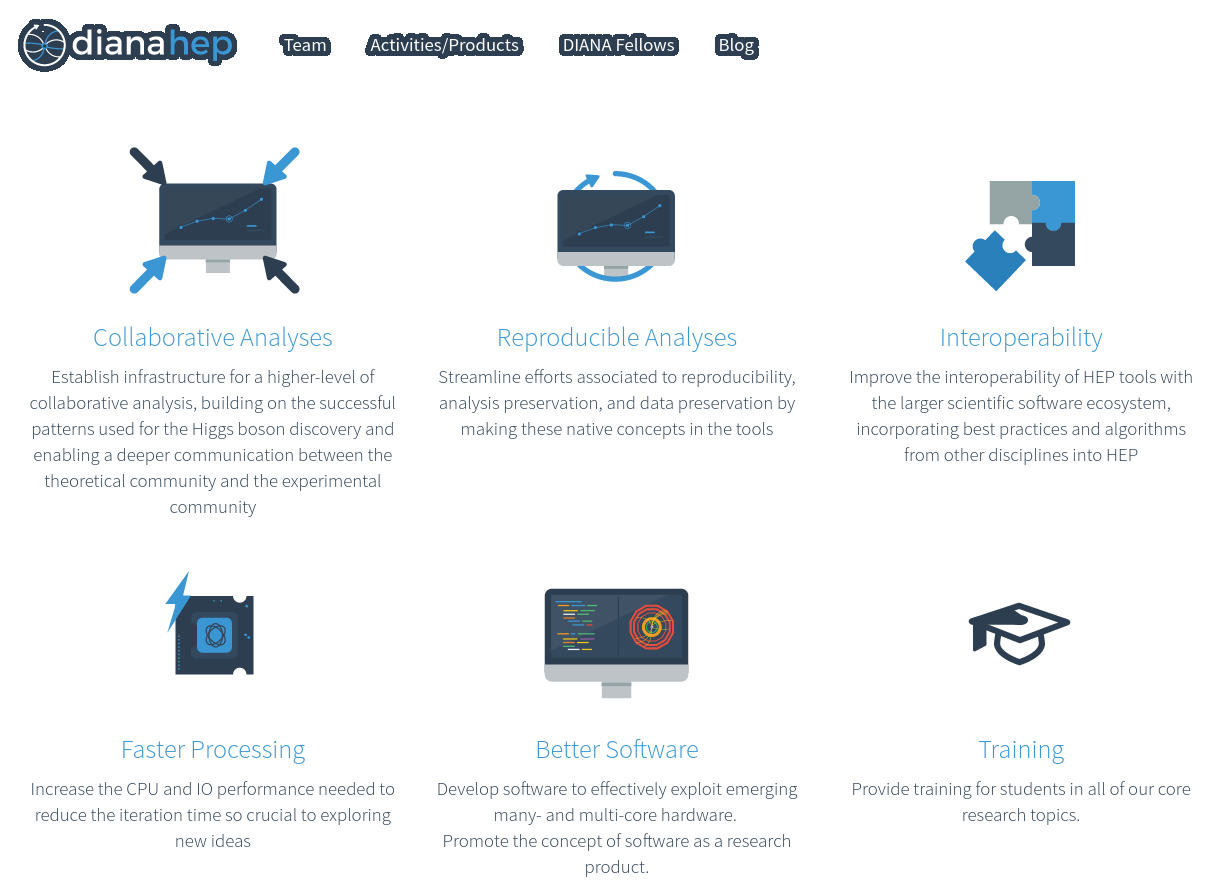 dianahep Team Activities/Products DIANA Fellows Blog
Collaborative Analyses
Establish infrastructure for a higher-level of
collaborative analysis, building on the successful
patterns used for the Higgs boson discovery and
enabling a deeper communication between the
theoretical community and the experimental
community
Reproducible Analyses
Streamline efforts associated to reproducibility,
analysis preservation, and data preservation by
making these native concepts in the tools
Interoperability
Improve the interoperability of HEP tools with
the larger scientific software ecosystem,
incorporating best practices and algorithms
from other disciplines into HEP
Faster Processing
Increase the CPU and IO performance needed to
reduce the iteration time so crucial to exploring
new ideas
Better Software
Develop software to effectively exploit emerging
many- and multi-core hardware.
Promote the concept of software as a research
product.
Training
Provide training for students in all of our core
research topics.